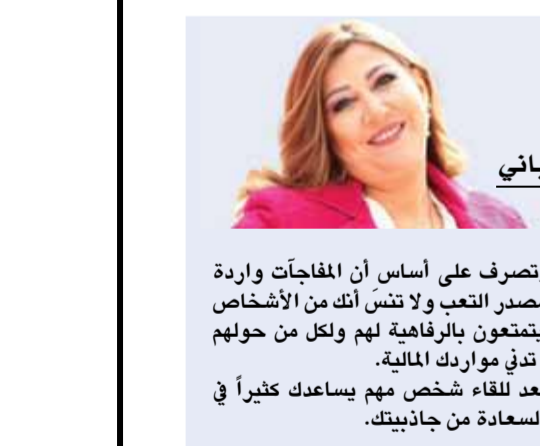 باني
تصرف على أساس أن المفاجآت واردة
مصدر التعب ولا تنسَ أنك من الأشخاص
يتمتعون بالرفاهية لهم ولكل من حولهم
تدني مواردك المالية.
للقاء شخص مهم يساعدك كثيراً في
السعادة من جاذبيتك.